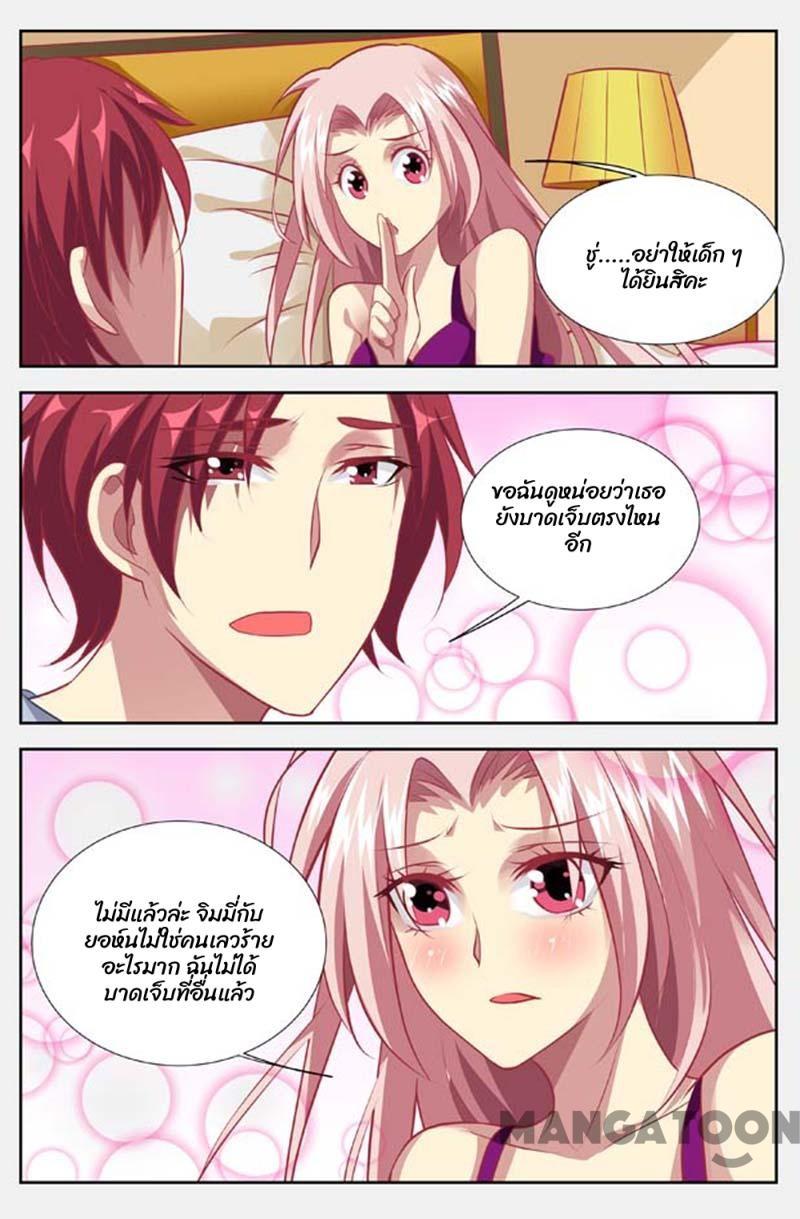 ชู่.....อย่าให้เด็ก ๆ
ได้ยินสิคะ
ขอฉันดูหน่อยว่าเธอ
ยังบาดเจ็บตรงไหน
อีก
ไม่มีแล้วล่ะ จิมมี่กับ
ยอห์นไม่ใช่คนเลวร้าย
อะไรมาก ฉันไม่ได้
บาดเจ็บที่อื่นแล้ว
MANGATOON